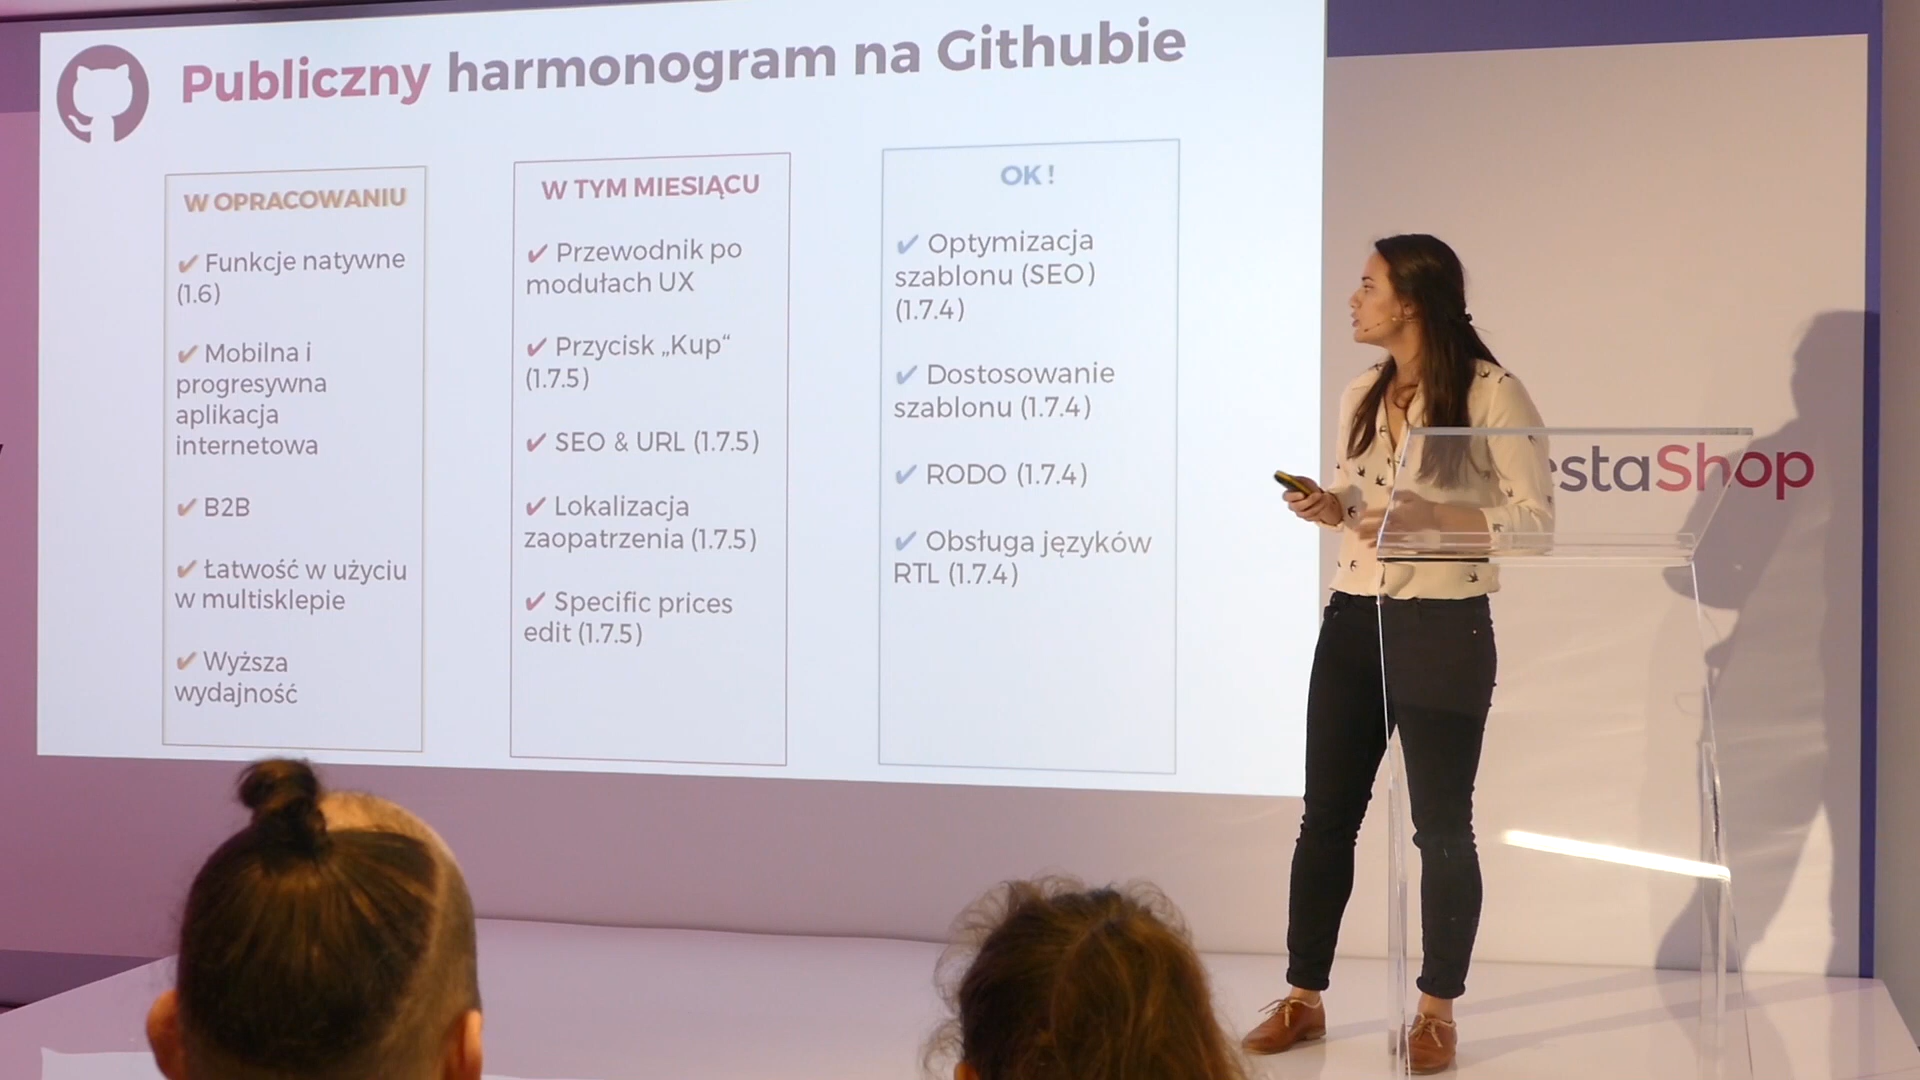 Publiczny harmonogram na Githubie
W OPRACOWANIU
✔ Funkcje natywne
(1.6)
✔ Mobilna i
progresywna
aplikacja
internetowa
✔ B2B
✔ Łatwość w użyciu
w multisklepie
✔ Wyższa
wydajność
W TYM MIESIĄCU
✔ Przewodnik po
modułach UX
✔ Przycisk „Kup“
(1.7.5)
✔ SEO & URL (1.7.5)
✔ Lokalizacja
zaopatrzenia (1.7.5)
✔ Specific prices
edit (1.7.5)
OK !
✔ Optymizacja
szablonu (SEO)
(1.7.4)
✔ Dostosowanie
szablonu (1.7.4)
✔ RODO (1.7.4)
✔ Obsługa języków
RTL (1.7.4)
estaShop